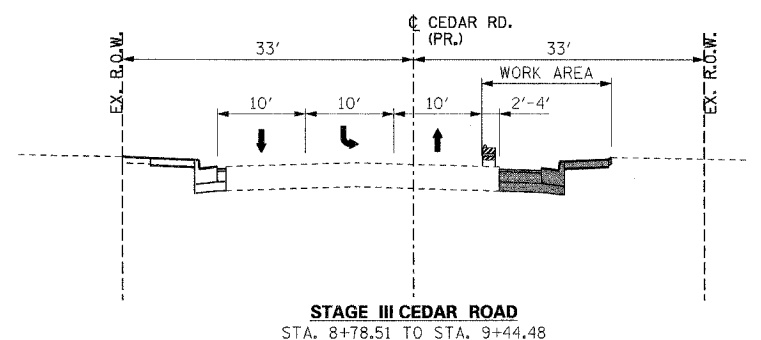 ℄ CEDAR RD.
(PR.)
EX. R.O.W.
33'
33'
EX. R.O.W.
WORK AREA
10'
10'
10'
2'-4'
STAGE III CEDAR ROAD
STA. 8+78.51 TO STA. 9+44.48